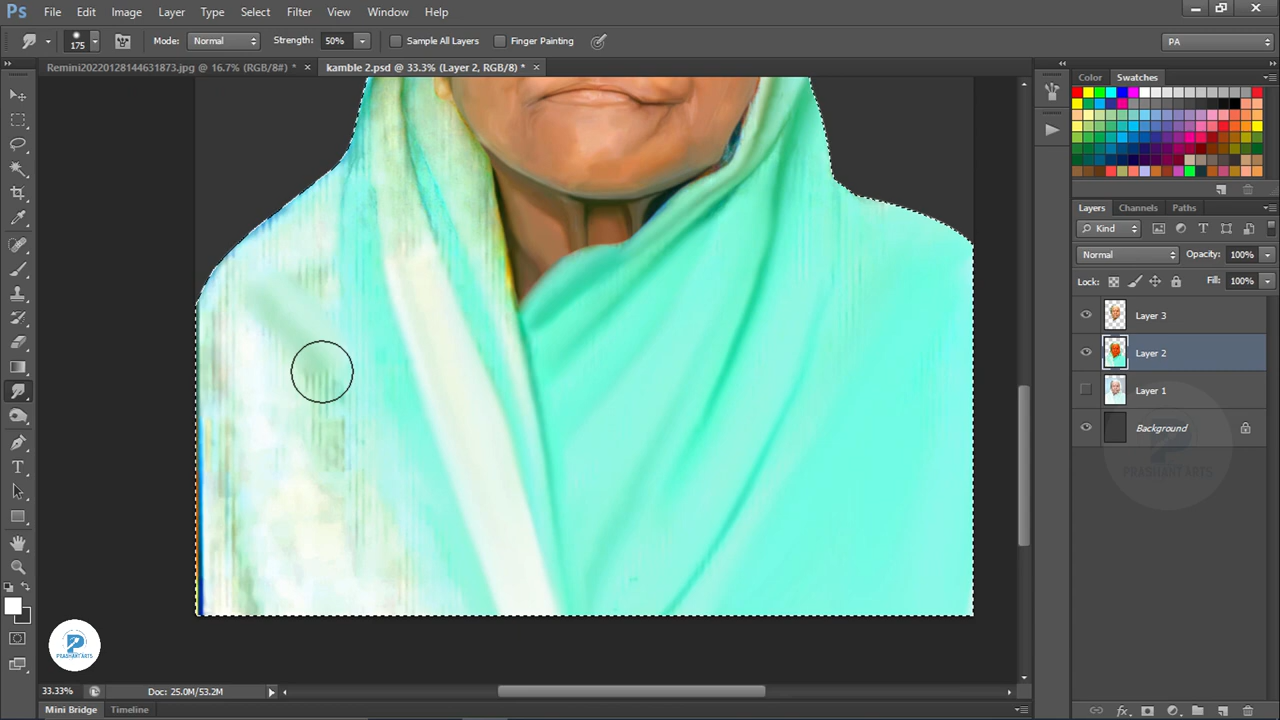 Ps File Edit Image Layer Type Select Filter View Window Help
175 Mode: Normal Strength: 50% Sample All Layers Finger Painting PA
Remini20220128144631873.jpg @ 16.7% (RGB/8#) * × kamble 2.psd @ 33.3% (Layer 2, RGB/8) * ×
Color Swatches
Layers Channels Paths
Kind
Normal Opacity: 100%
Lock: Fill: 100%
Layer 3
Layer 2
Layer 1
Background
PRASHANT ARTS
PRASHANT ARTS
33.33% Doc: 25.0M/53.2M
Mini Bridge Timeline
fx